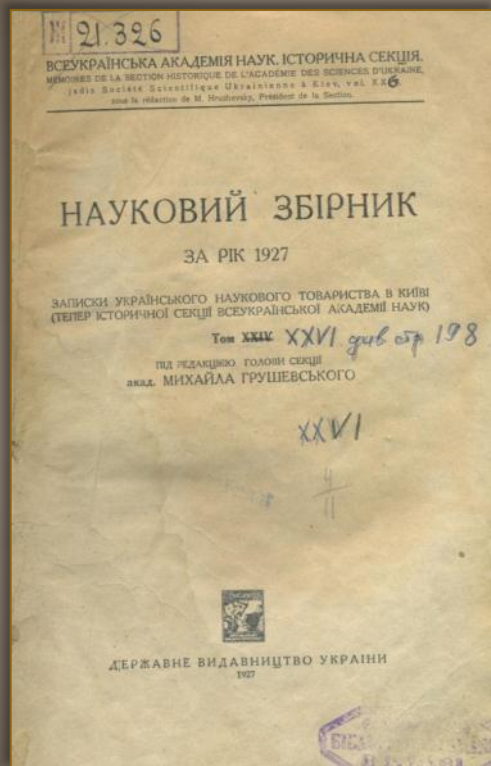 № 21.326
ВСЕУКРАЇНСЬКА АКАДЕМІЯ НАУК. ІСТОРИЧНА СЕКЦІЯ.
MÉMOIRES DE LA SECTION HISTORIQUE DE L'ACADÉMIE DES SCIENCES D'UKRAINE,
jadis Société Scientifique Ukrainienne à Kiev, vol. XX6.
sous la rédaction de M. Hrushevsky, Président de la Section.
НАУКОВИЙ ЗБІРНИК
ЗА РІК 1927
ЗАПИСКИ УКРАЇНСЬКОГО НАУКОВОГО ТОВАРИСТВА В КИЇВІ
(ТЕПЕР ІСТОРИЧНОЇ СЕКЦІЇ ВСЕУКРАЇНСЬКОЇ АКАДЕМІЇ НАУК)
Том XXIV XXVI див стр 198
ПІД РЕДАКЦІЄЮ ГОЛОВИ СЕКЦІЇ
акад. МИХАЙЛА ГРУШЕВСЬКОГО
XXVI
ДЕРЖАВНЕ ВИДАВНИЦТВО УКРАЇНИ
1927